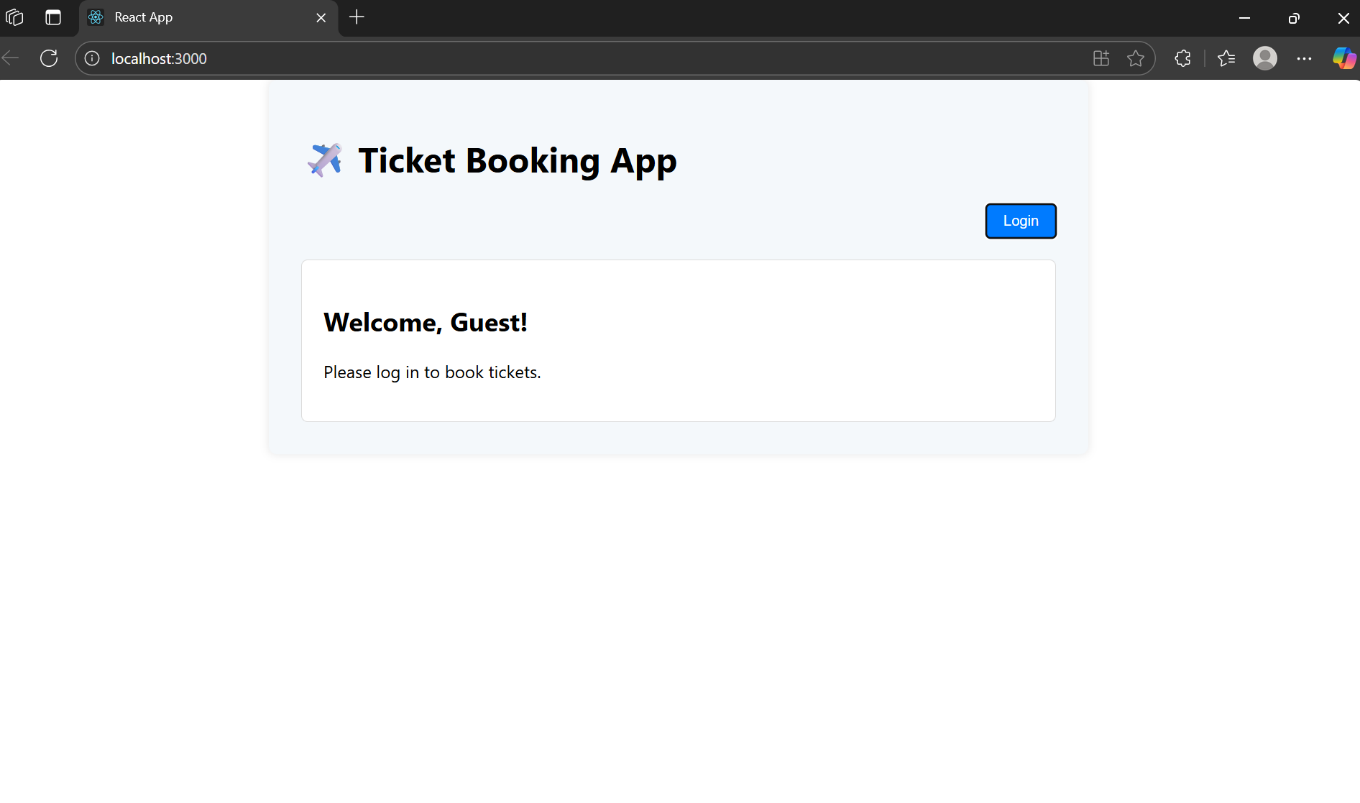 React App
localhost:3000
Ticket Booking App
Login
Welcome, Guest!
Please log in to book tickets.